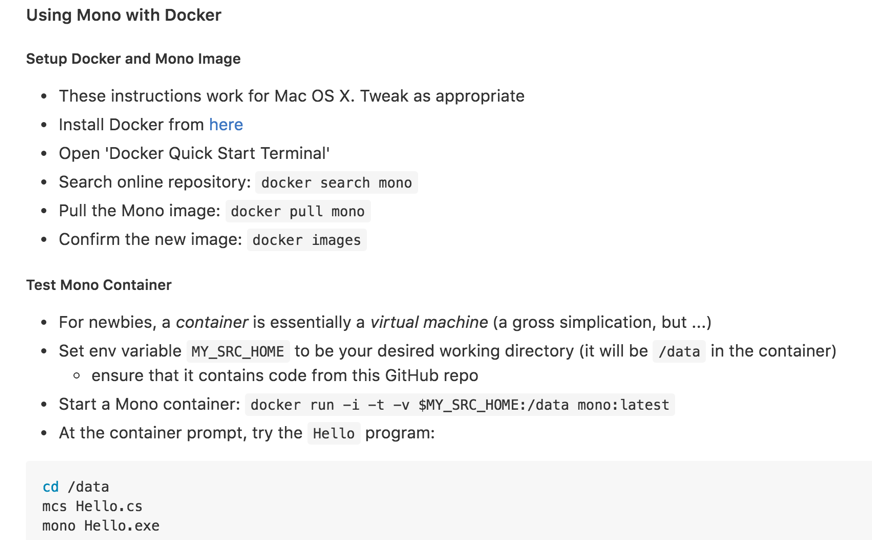 Using Mono with Docker
Setup Docker and Mono Image
• These instructions work for Mac OS X. Tweak as appropriate
• Install Docker from here
• Open 'Docker Quick Start Terminal'
• Search online repository: docker search mono
• Pull the Mono image: docker pull mono
• Confirm the new image: docker images
Test Mono Container
• For newbies, a container is essentially a virtual machine (a gross simplication, but ...)
• Set env variable MY_SRC_HOME to be your desired working directory (it will be /data in the container)
◦ ensure that it contains code from this GitHub repo
• Start a Mono container: docker run -i -t -v $MY_SRC_HOME:/data mono:latest
• At the container prompt, try the Hello program:
cd /data
mcs Hello.cs
mono Hello.exe